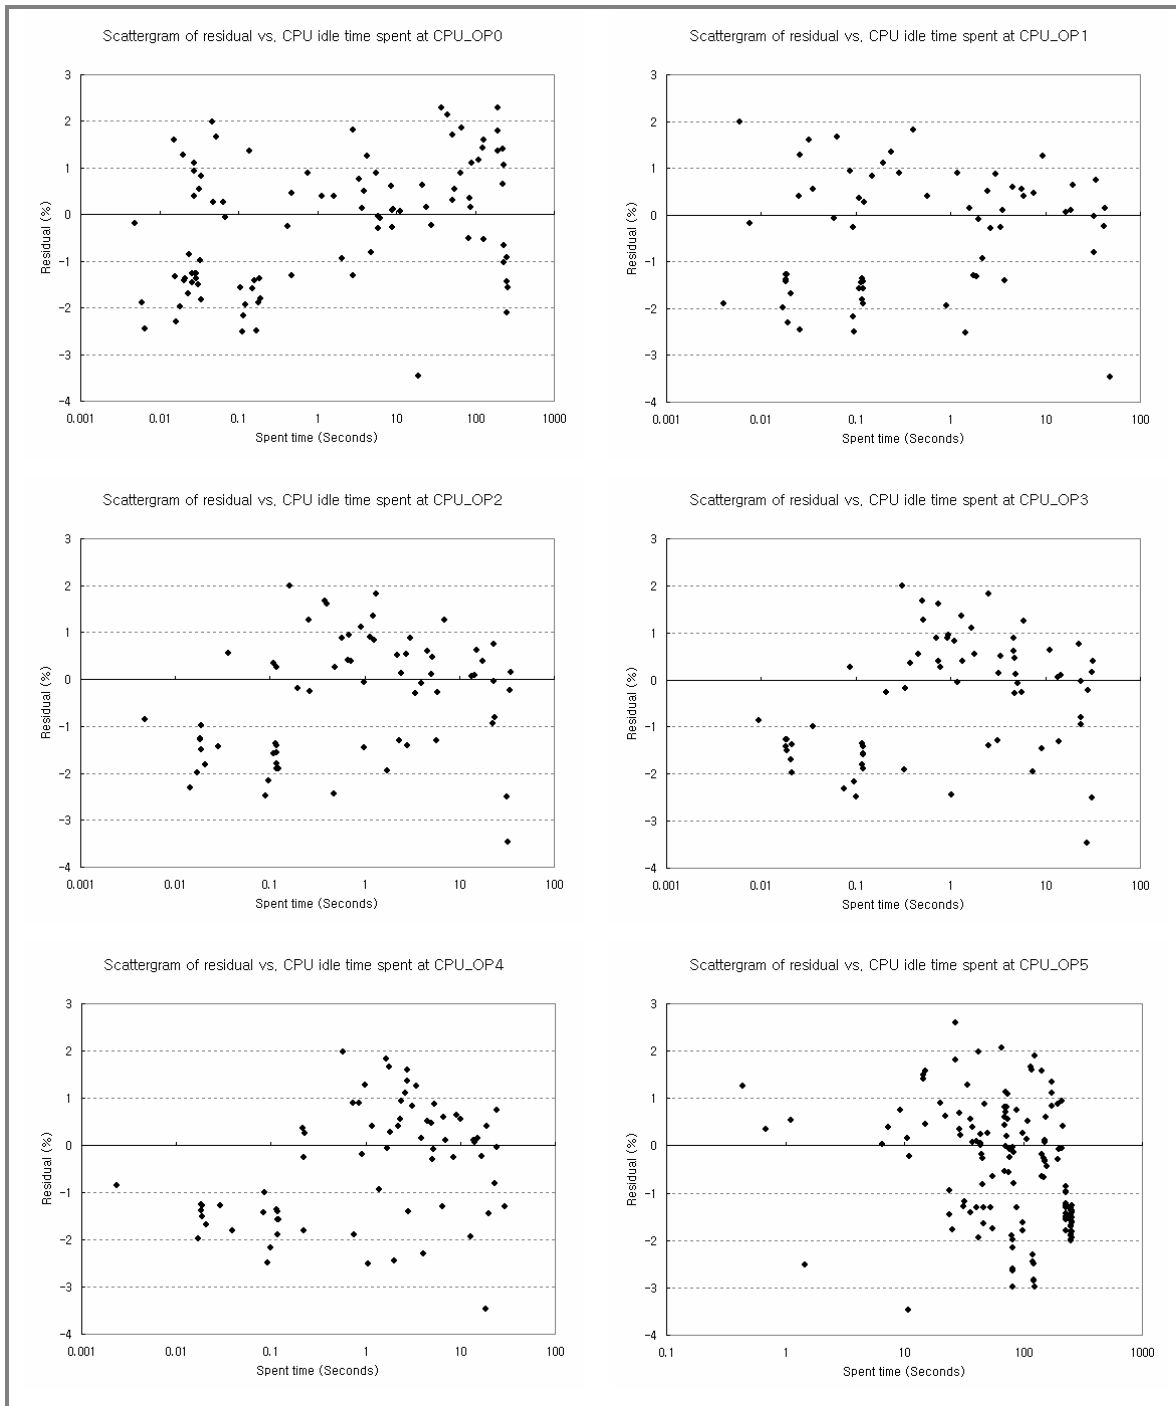 Scattergram of residual vs. CPU idle time spent at CPU_OP0
Residual (%)
3
2
1
0
-1
-2
-3
-4
0.001 0.01 0.1 1 10 100 1000
Spent time (Seconds)
Scattergram of residual vs. CPU idle time spent at CPU_OP1
Residual (%)
3
2
1
0
-1
-2
-3
-4
0.001 0.01 0.1 1 10 100
Spent time (Seconds)
Scattergram of residual vs. CPU idle time spent at CPU_OP2
Residual (%)
3
2
1
0
-1
-2
-3
-4
0.001 0.01 0.1 1 10 100
Spent time (Seconds)
Scattergram of residual vs. CPU idle time spent at CPU_OP3
Residual (%)
3
2
1
0
-1
-2
-3
-4
0.001 0.01 0.1 1 10 100
Spent time (Seconds)
Scattergram of residual vs. CPU idle time spent at CPU_OP4
Residual (%)
3
2
1
0
-1
-2
-3
-4
0.001 0.01 0.1 1 10 100
Spent time (Seconds)
Scattergram of residual vs. CPU idle time spent at CPU_OP5
Residual (%)
3
2
1
0
-1
-2
-3
-4
0.1 1 10 100 1000
Spent time (Seconds)